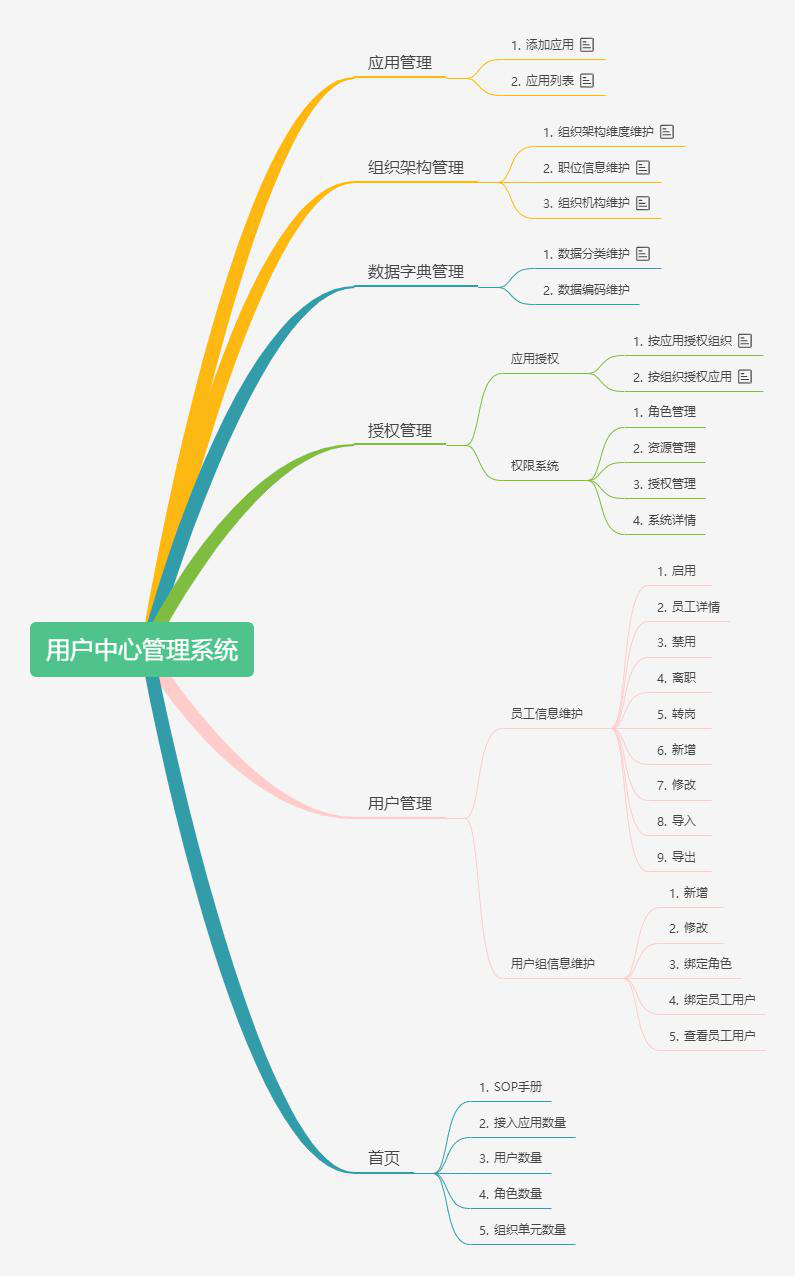 用户中心管理系统
应用管理
1. 添加应用
2. 应用列表
组织架构管理
1. 组织架构维度维护
2. 职位信息维护
3. 组织机构维护
数据字典管理
1. 数据分类维护
2. 数据编码维护
授权管理
应用授权
1. 按应用授权组织
2. 按组织授权应用
权限系统
1. 角色管理
2. 资源管理
3. 授权管理
4. 系统详情
用户管理
员工信息维护
1. 启用
2. 员工详情
3. 禁用
4. 离职
5. 转岗
6. 新增
7. 修改
8. 导入
9. 导出
用户组信息维护
1. 新增
2. 修改
3. 绑定角色
4. 绑定员工用户
5. 查看员工用户
首页
1. SOP手册
2. 接入应用数量
3. 用户数量
4. 角色数量
5. 组织单元数量